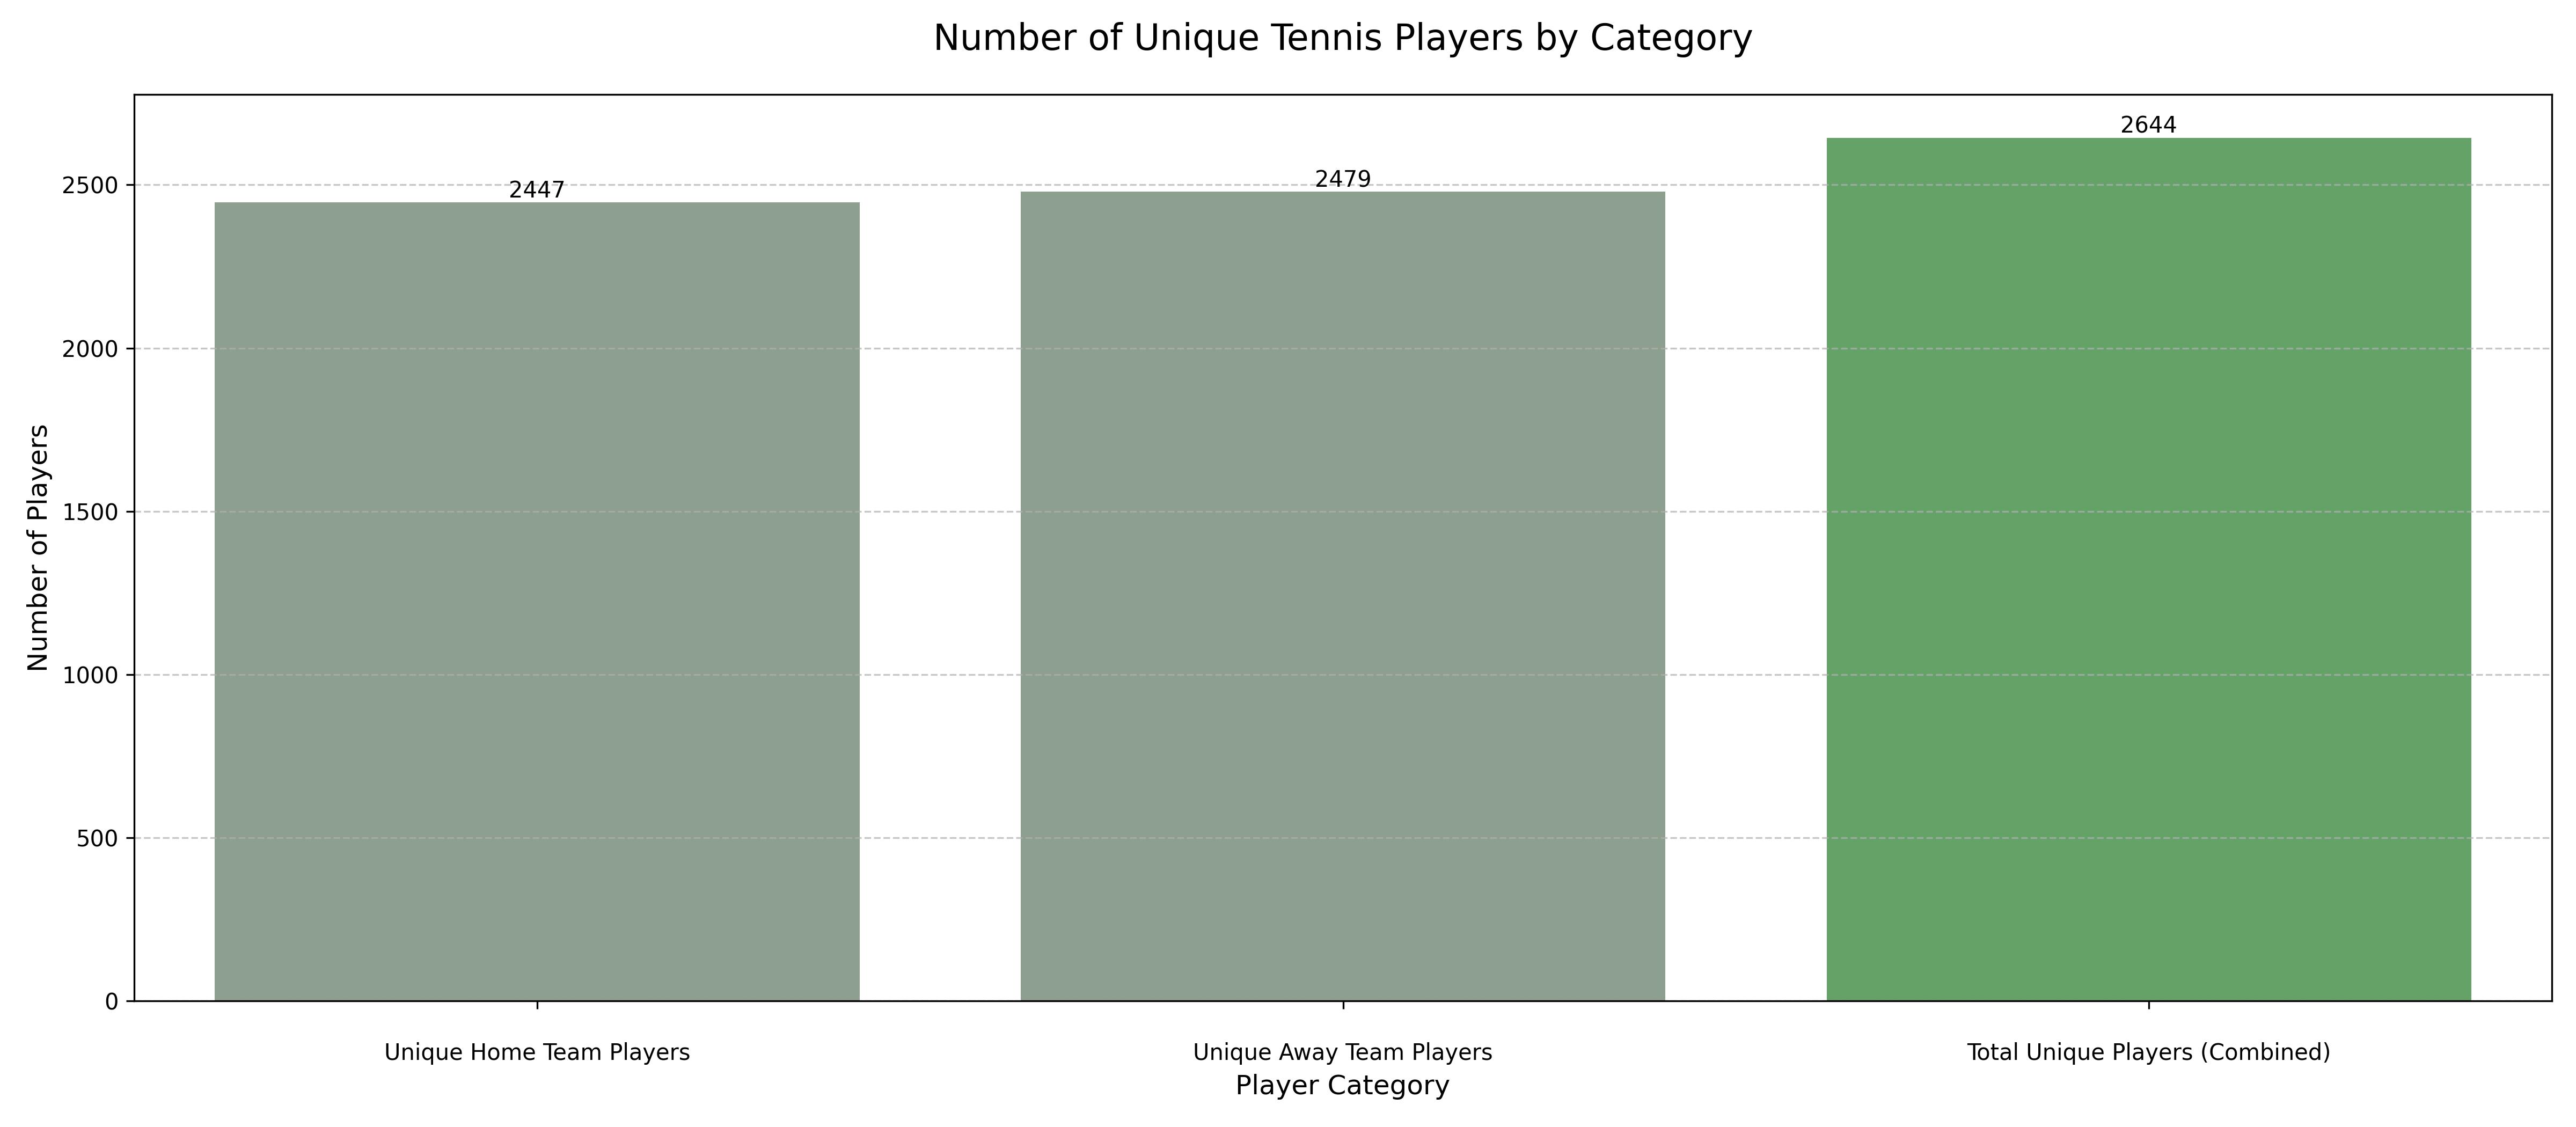 Number of Unique Tennis Players by Category
2447
2479
2644
2500
2000
1500
1000
500
0
Number of Players
Unique Home Team Players
Unique Away Team Players
Total Unique Players (Combined)
Player Category